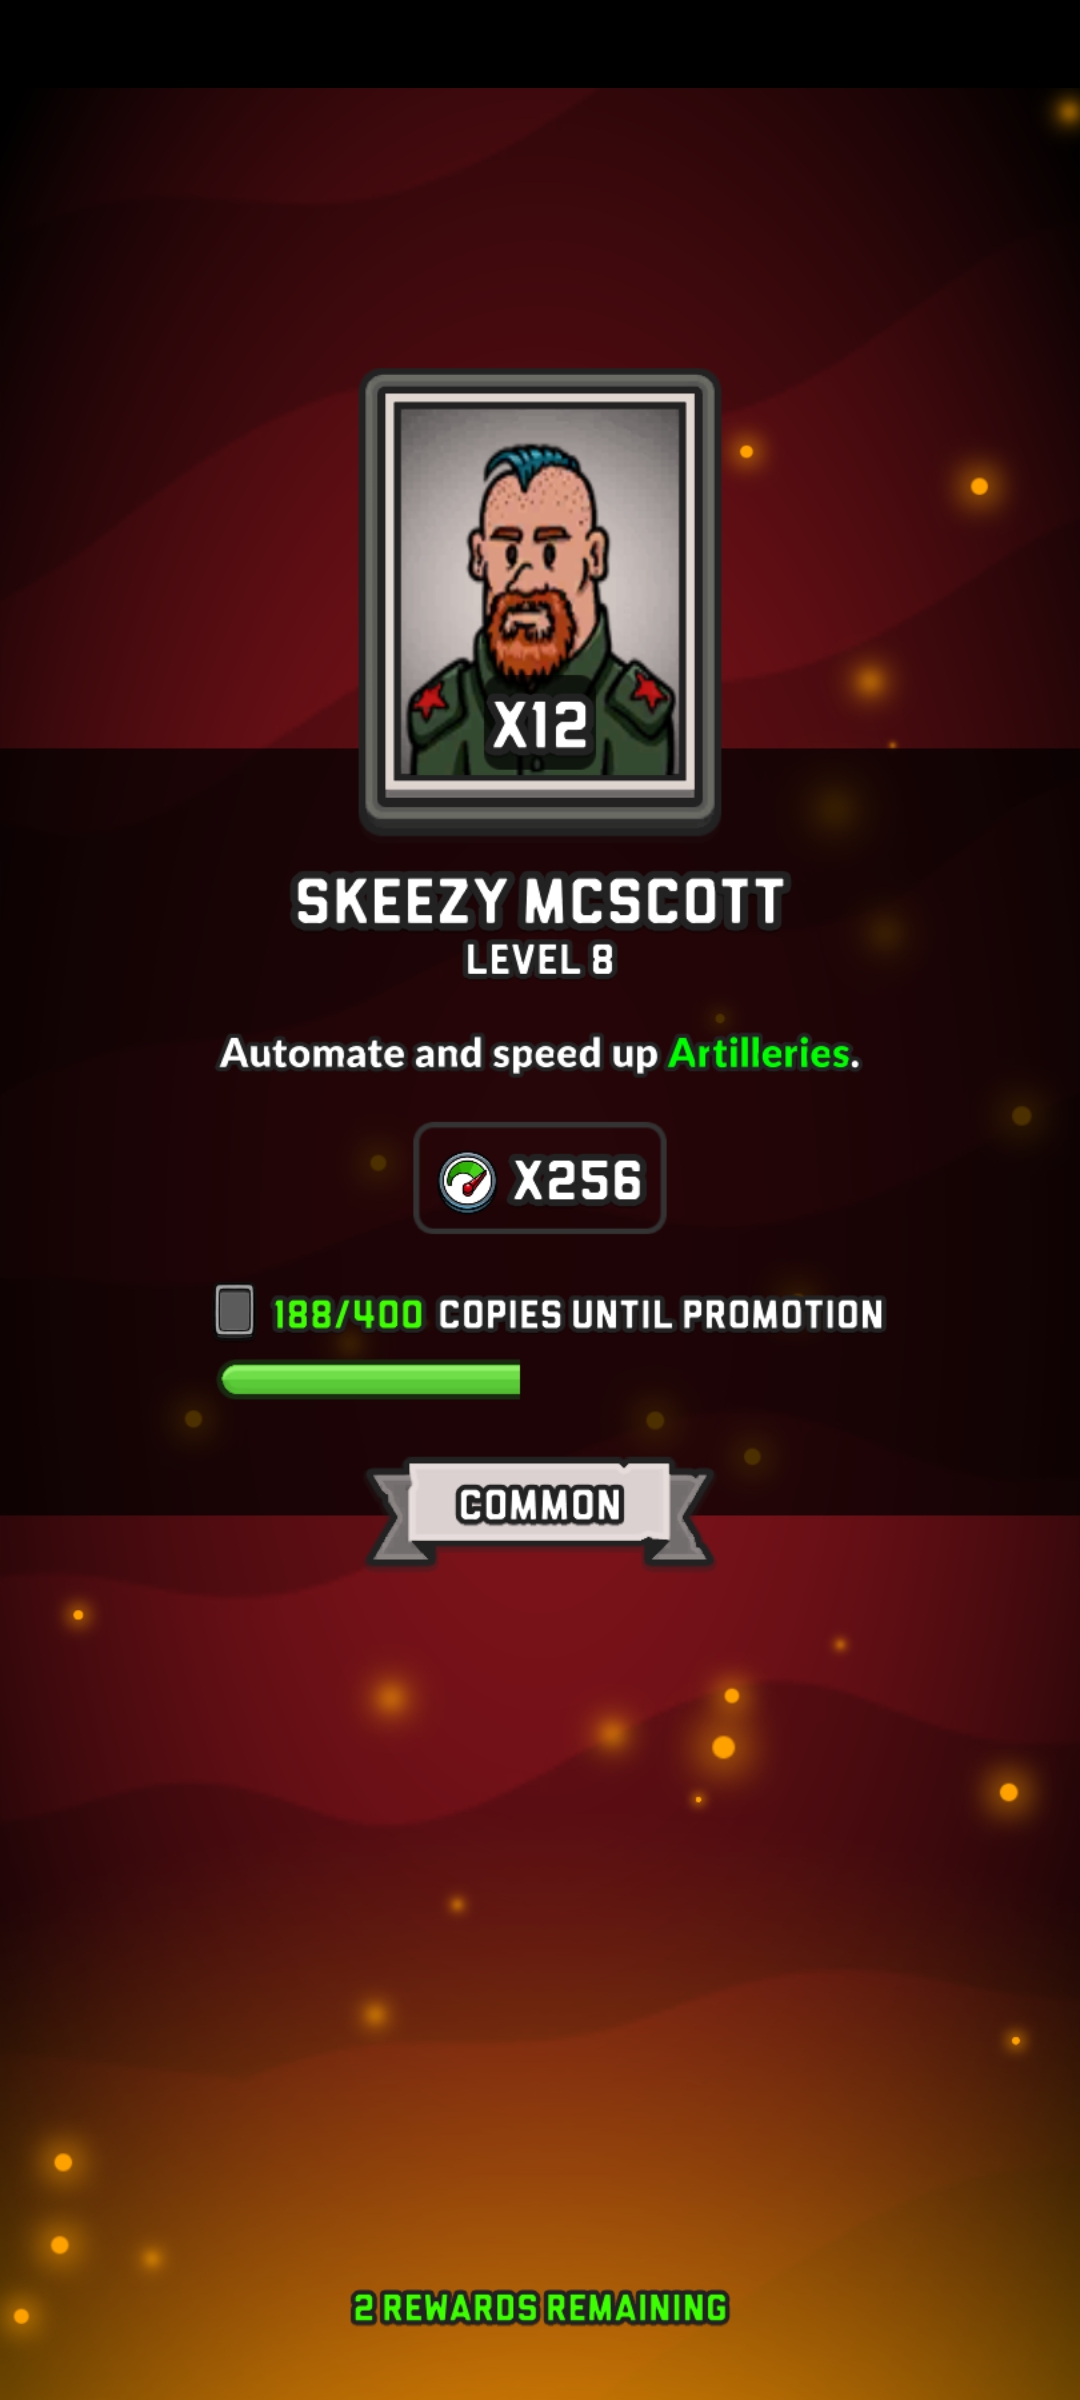 X12
SKEEZY MCSCOTT
LEVEL 8
Automate and speed up Artilleries.
X256
188/400 COPIES UNTIL PROMOTION
COMMON
2 REWARDS REMAINING